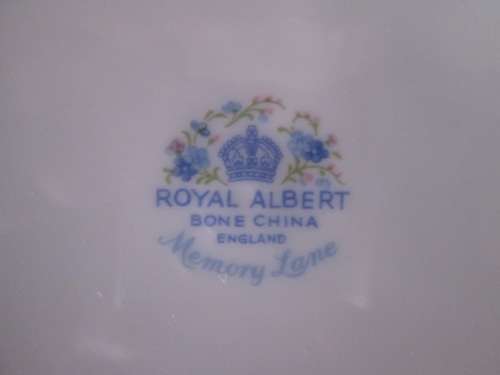 ROYAL ALBERT
BONE CHINA
ENGLAND
Memory Lane